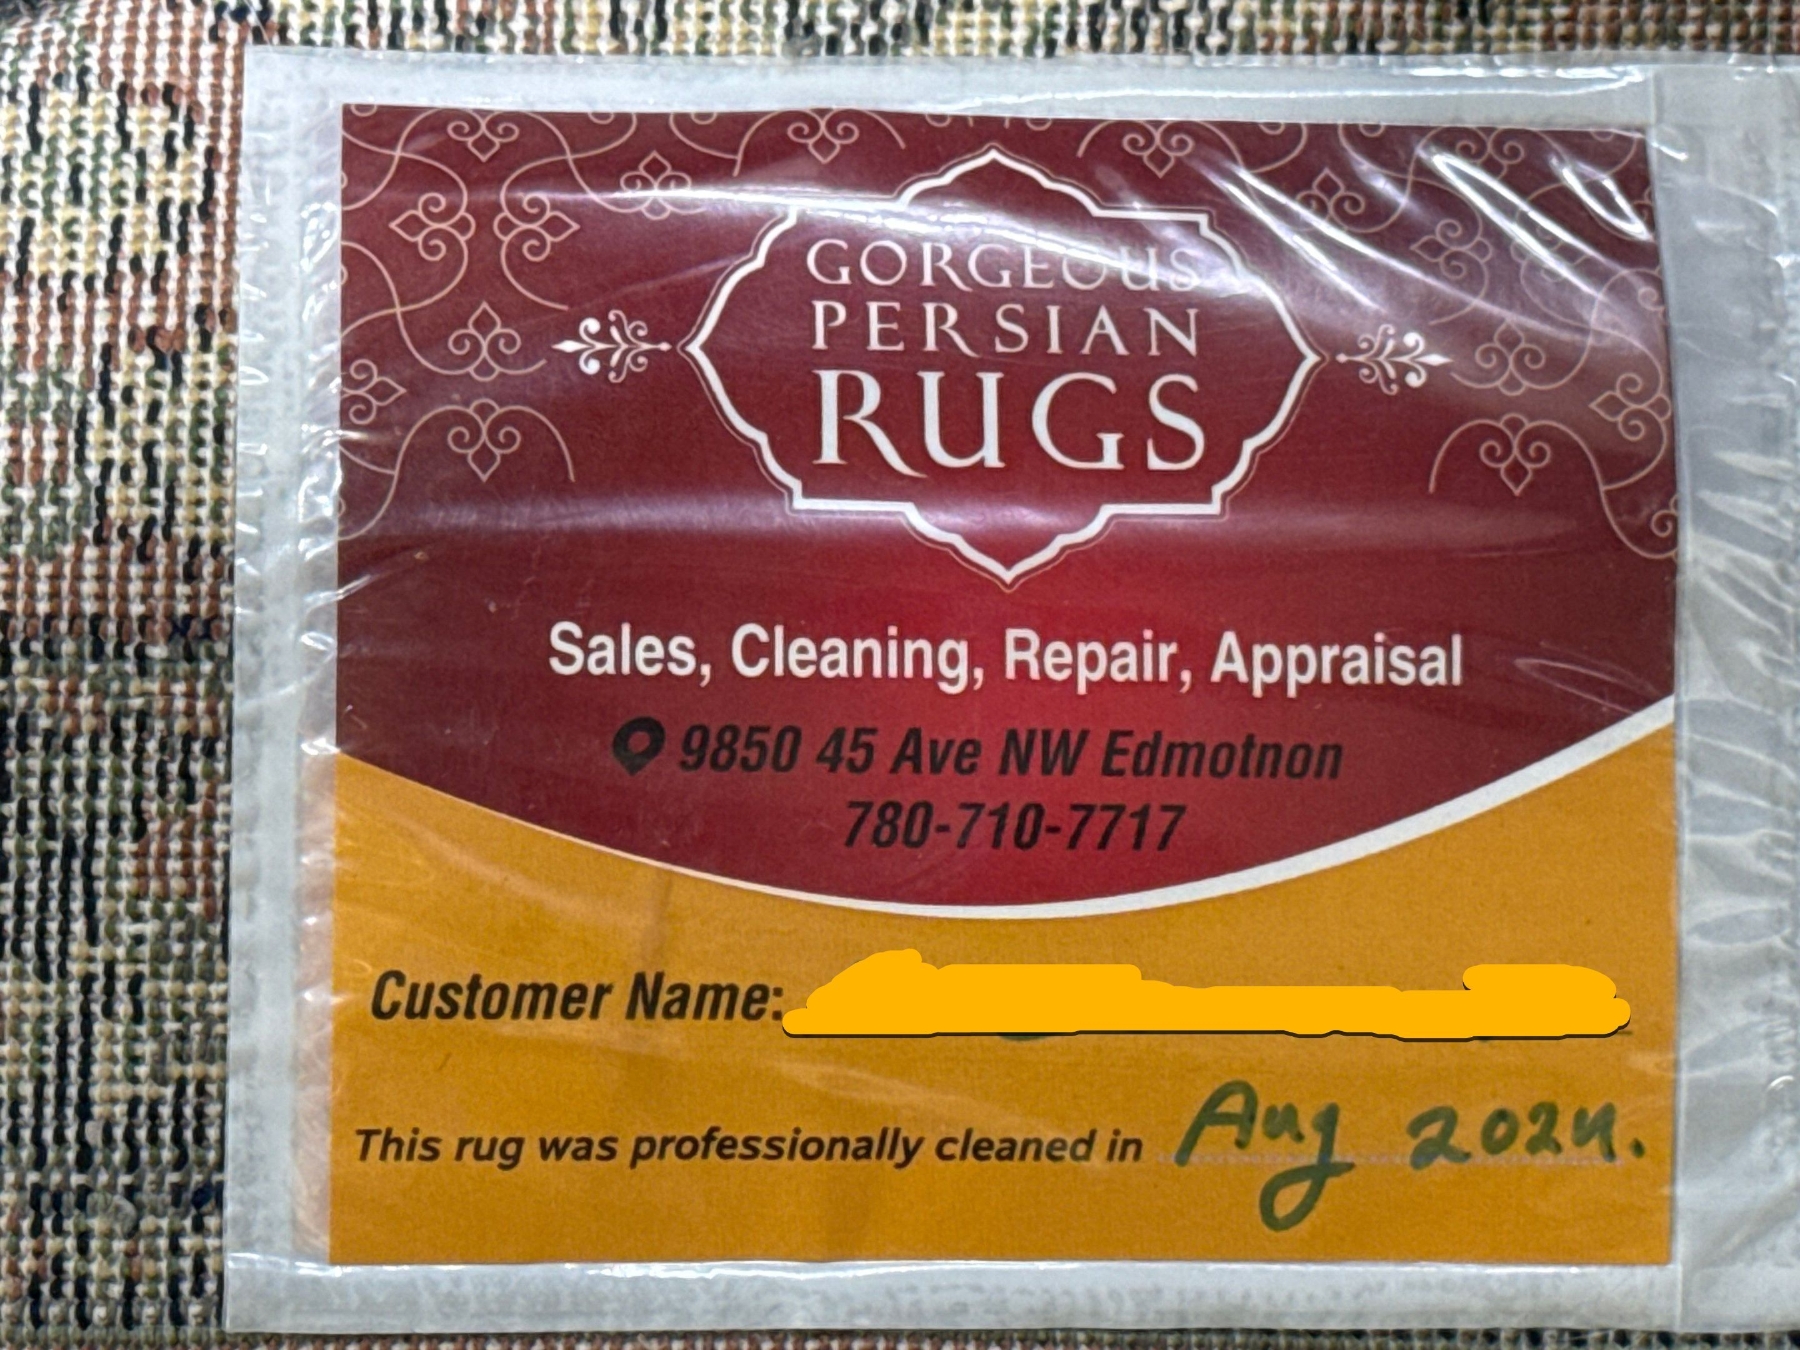 GORGEOUS
PERSIAN
RUGS
Sales, Cleaning, Repair, Appraisal
9850 45 Ave NW Edmotnon
780-710-7717
Customer Name:
This rug was professionally cleaned in Aug 2024.